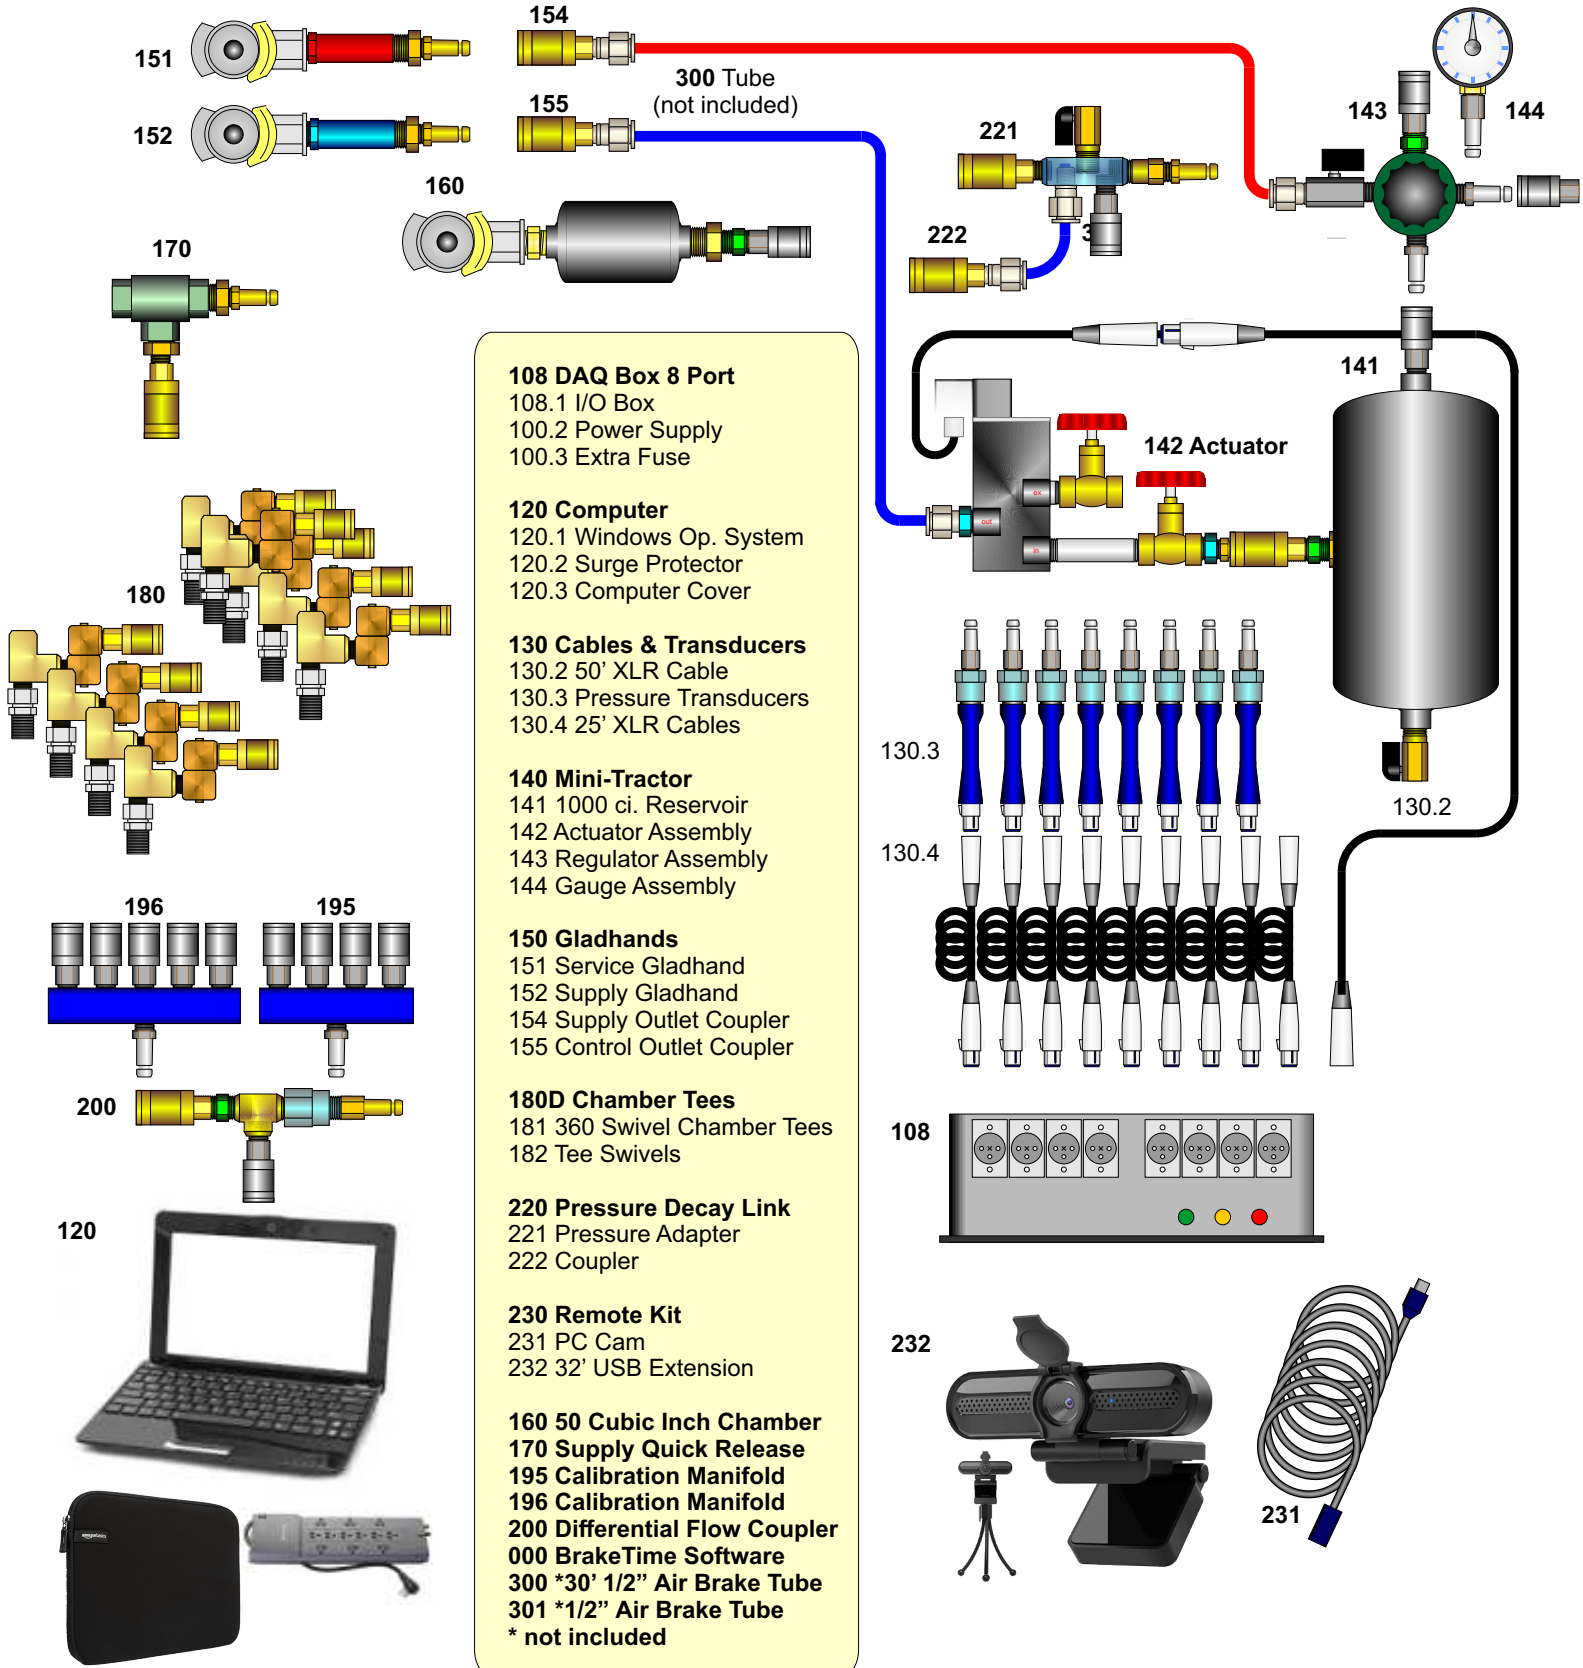 154
151
300 Tube
(not included)
143
144
155
152
221
160
222
3
170
141
142 Actuator
ex
out
in
108 DAQ Box 8 Port
108.1 I/O Box
100.2 Power Supply
100.3 Extra Fuse
120 Computer
120.1 Windows Op. System
120.2 Surge Protector
120.3 Computer Cover
130 Cables & Transducers
130.2 50’ XLR Cable
130.3 Pressure Transducers
130.4 25’ XLR Cables
140 Mini-Tractor
141 1000 ci. Reservoir
142 Actuator Assembly
143 Regulator Assembly
144 Gauge Assembly
150 Gladhands
151 Service Gladhand
152 Supply Gladhand
154 Supply Outlet Coupler
155 Control Outlet Coupler
180D Chamber Tees
181 360 Swivel Chamber Tees
182 Tee Swivels
220 Pressure Decay Link
221 Pressure Adapter
222 Coupler
230 Remote Kit
231 PC Cam
232 32’ USB Extension
160 50 Cubic Inch Chamber
170 Supply Quick Release
195 Calibration Manifold
196 Calibration Manifold
200 Differential Flow Coupler
000 BrakeTime Software
300 *30’ 1/2” Air Brake Tube
301 *1/2” Air Brake Tube
* not included
180
130.3
130.2
130.4
196
195
200
108
120
232
231
amazonbasics